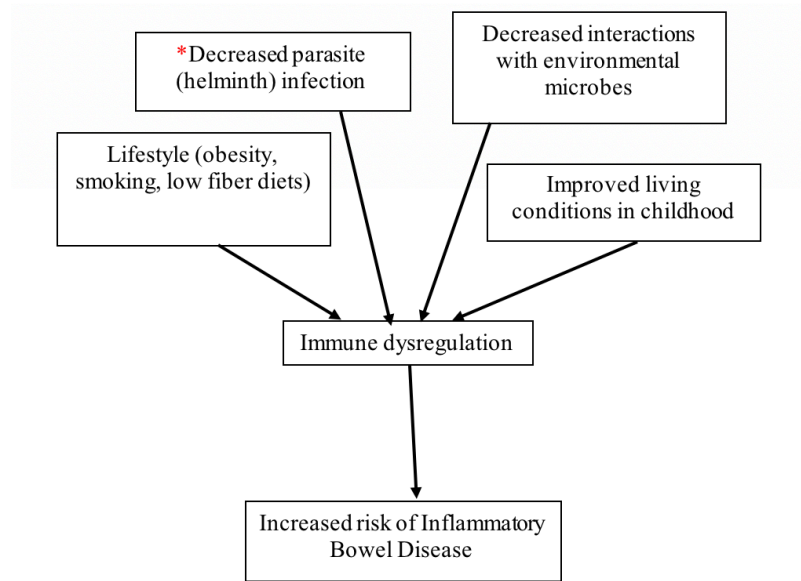 *Decreased parasite
(helminth) infection
Decreased interactions
with environmental
microbes
Lifestyle (obesity,
smoking, low fiber diets)
Improved living
conditions in childhood
Immune dysregulation
Increased risk of Inflammatory
Bowel Disease